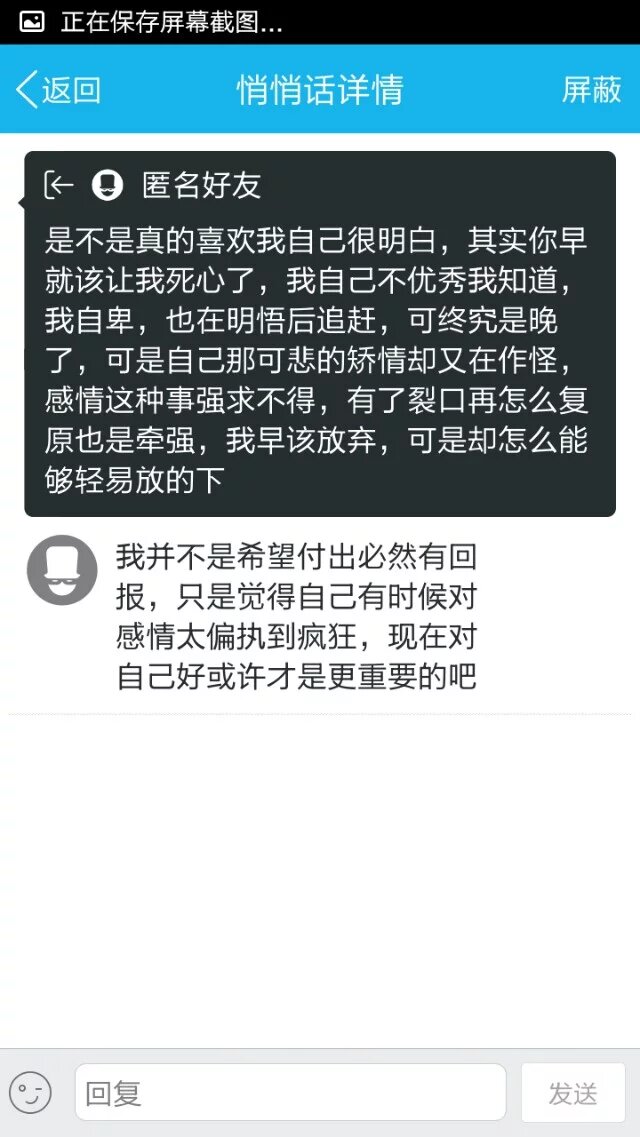 正在保存屏幕截图...
返回
悄悄话详情
屏蔽
匿名好友
是不是真的喜欢我自己很明白，其实你早
就该让我死心了，我自己不优秀我知道，
我自卑，也在明悟后追赶，可终究是晚
了，可是自己那可悲的矫情却又在作怪，
感情这种事强求不得，有了裂口再怎么复
原也是牵强，我早该放弃，可是却怎么能
够轻易放的下
我并不是希望付出必然有回
报，只是觉得自己有时候对
感情太偏执到疯狂，现在对
自己好或许才是更重要的吧
回复
发送